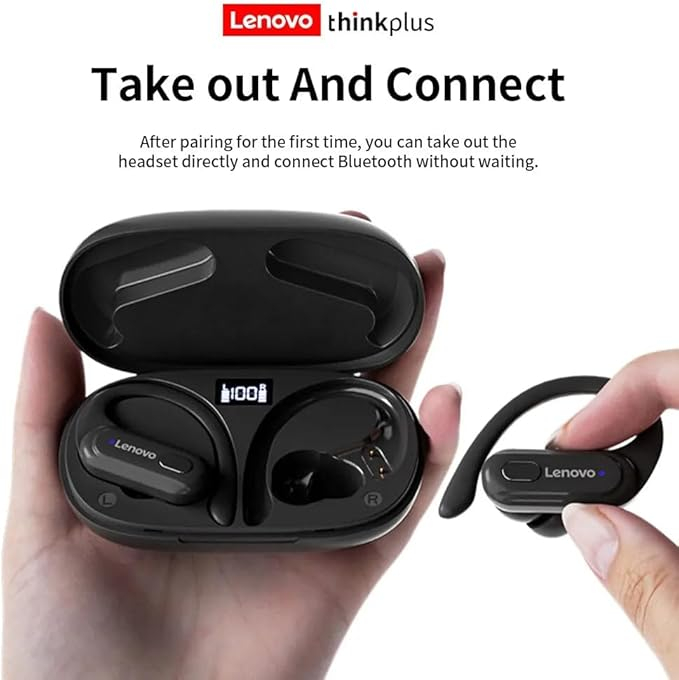 Lenovo thinkplus
Take out And Connect
After pairing for the first time, you can take out the
headset directly and connect Bluetooth without waiting.
L 100 R
Lenovo
Lenovo
L
R